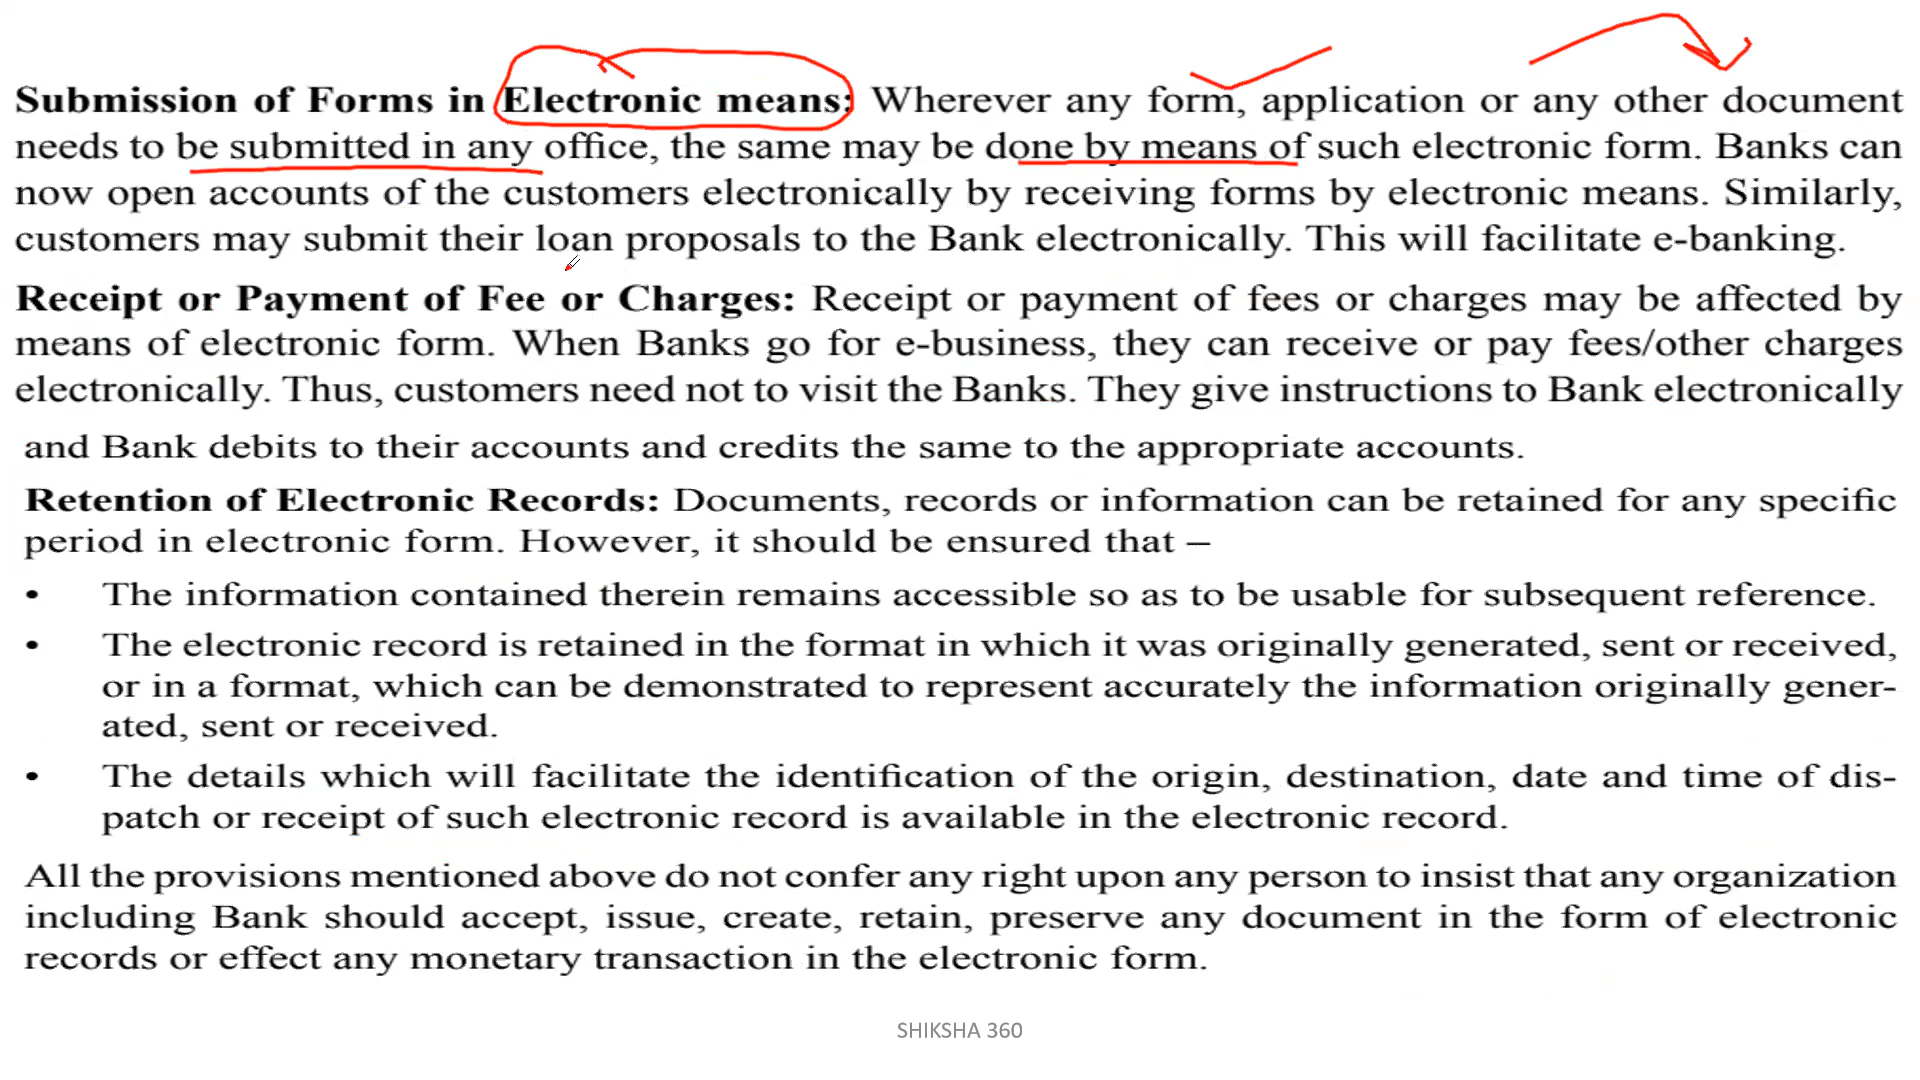 Submission of Forms in Electronic means: Wherever any form, application or any other document
needs to be submitted in any office, the same may be done by means of such electronic form. Banks can
now open accounts of the customers electronically by receiving forms by electronic means. Similarly,
customers may submit their loan proposals to the Bank electronically. This will facilitate e-banking.
Receipt or Payment of Fee or Charges: Receipt or payment of fees or charges may be affected by
means of electronic form. When Banks go for e-business, they can receive or pay fees/other charges
electronically. Thus, customers need not to visit the Banks. They give instructions to Bank electronically
and Bank debits to their accounts and credits the same to the appropriate accounts.
Retention of Electronic Records: Documents, records or information can be retained for any specific
period in electronic form. However, it should be ensured that –
• The information contained therein remains accessible so as to be usable for subsequent reference.
• The electronic record is retained in the format in which it was originally generated, sent or received,
or in a format, which can be demonstrated to represent accurately the information originally gener-
ated, sent or received.
• The details which will facilitate the identification of the origin, destination, date and time of dis-
patch or receipt of such electronic record is available in the electronic record.
All the provisions mentioned above do not confer any right upon any person to insist that any organization
including Bank should accept, issue, create, retain, preserve any document in the form of electronic
records or effect any monetary transaction in the electronic form.
SHIKSHA 360